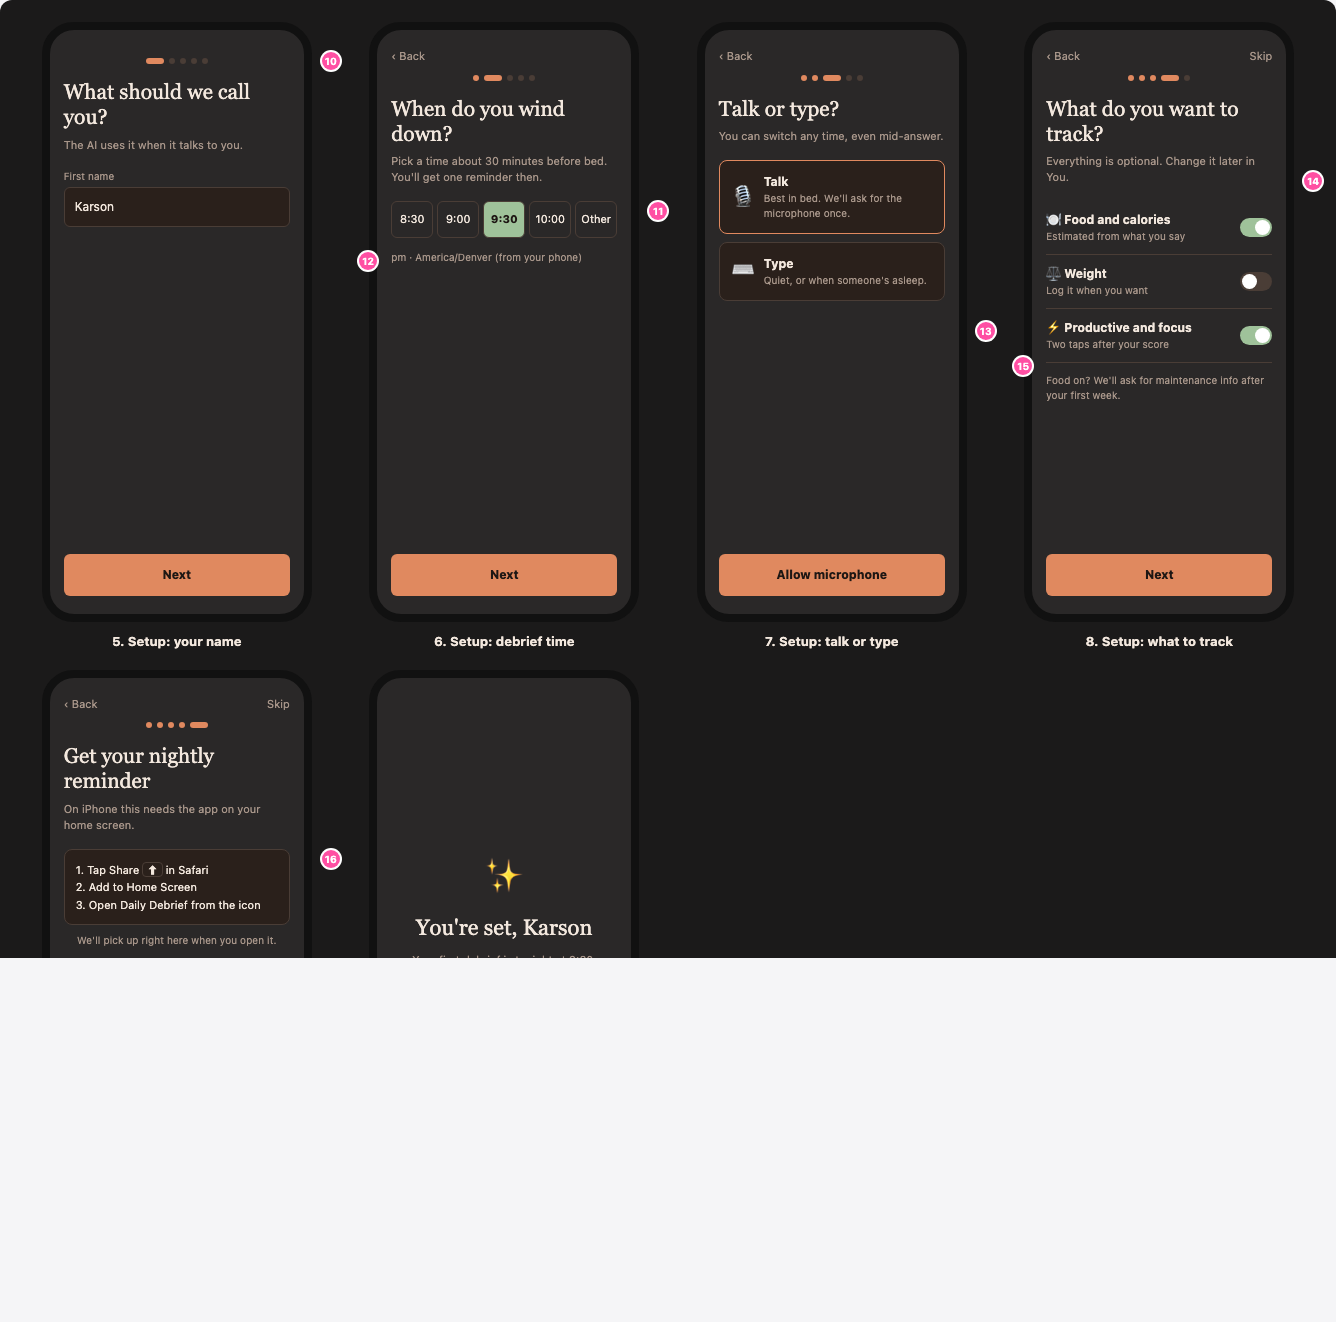 What should we call
you?
The AI uses it when it talks to you.
First name
Karson
Next
5. Setup: your name
10
‹ Back
When do you wind
down?
Pick a time about 30 minutes before bed.
You'll get one reminder then.
8:30 9:00 9:30 10:00 Other
pm · America/Denver (from your phone)
Next
6. Setup: debrief time
11
12
‹ Back
Talk or type?
You can switch any time, even mid-answer.
Talk
Best in bed. We'll ask for the
microphone once.
Type
Quiet, or when someone's asleep.
Allow microphone
7. Setup: talk or type
13
‹ Back Skip
What do you want to
track?
Everything is optional. Change it later in
You.
Food and calories
Estimated from what you say
Weight
Log it when you want
Productive and focus
Two taps after your score
Food on? We'll ask for maintenance info after
your first week.
Next
8. Setup: what to track
14
15
‹ Back Skip
Get your nightly
reminder
On iPhone this needs the app on your
home screen.
1. Tap Share in Safari
2. Add to Home Screen
3. Open Daily Debrief from the icon
We'll pick up right here when you open it.
16
You're set, Karson